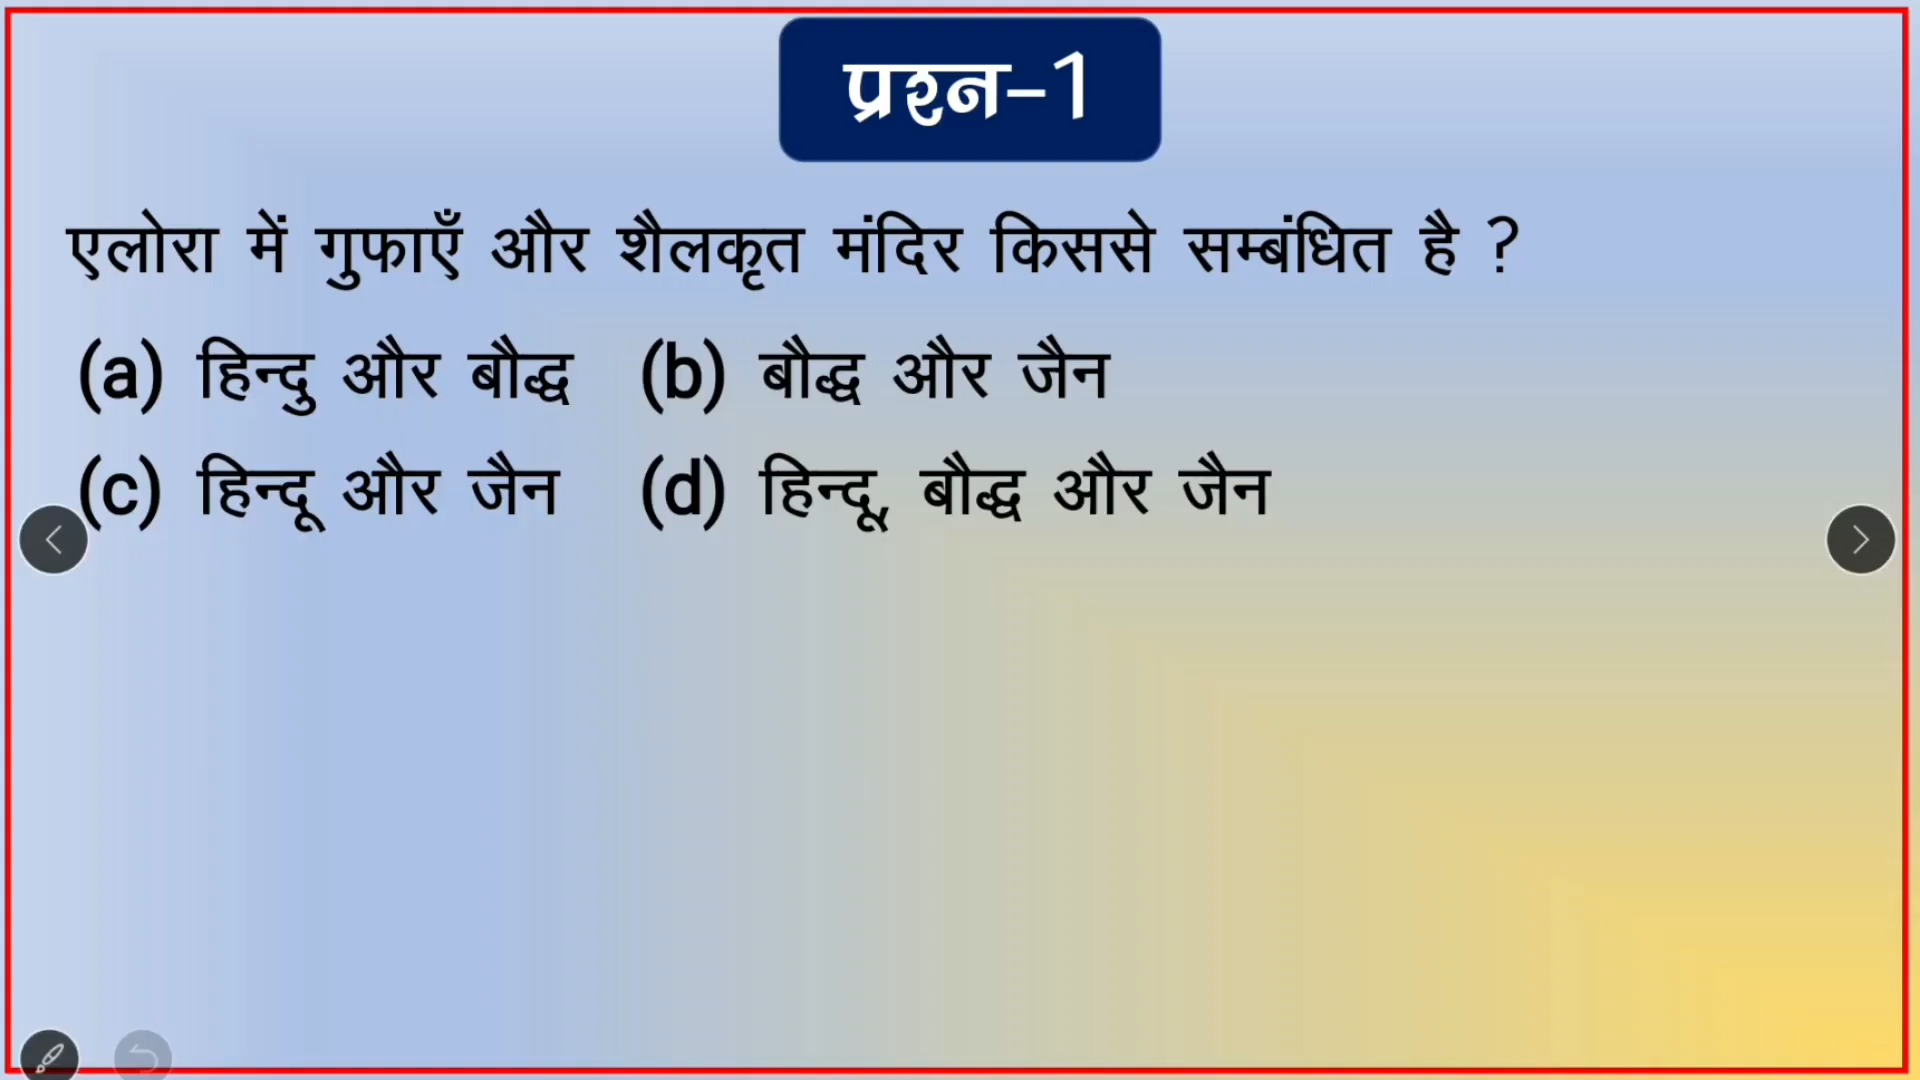 प्रश्न–1
एलोरा में गुफाएँ और शैलकृत मंदिर किससे सम्बंधित है ?
(a) हिन्दु और बौद्ध (b) बौद्ध और जैन
(c) हिन्दू और जैन (d) हिन्दू, बौद्ध और जैन